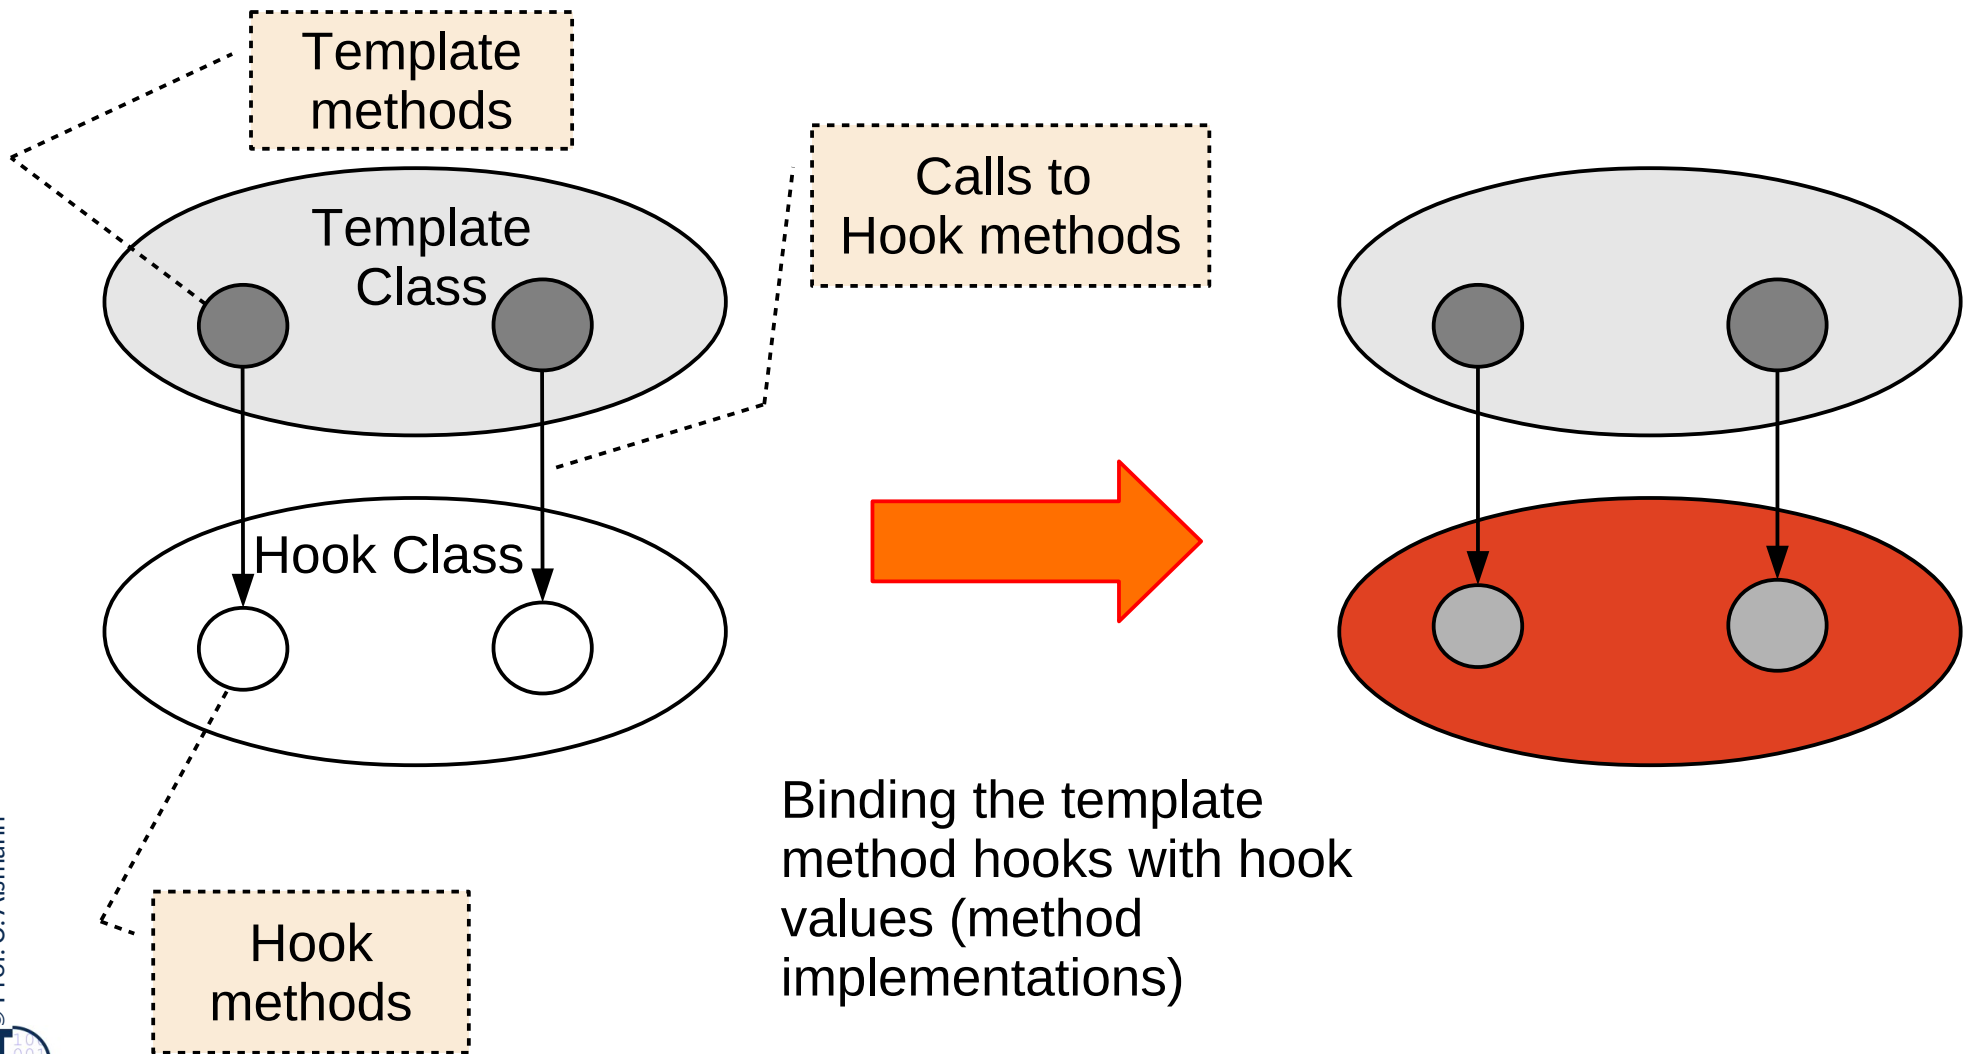 Template
methods
Calls to
Hook methods
Template
Class
Hook Class
Binding the template
method hooks with hook
values (method
implementations)
Hook
methods